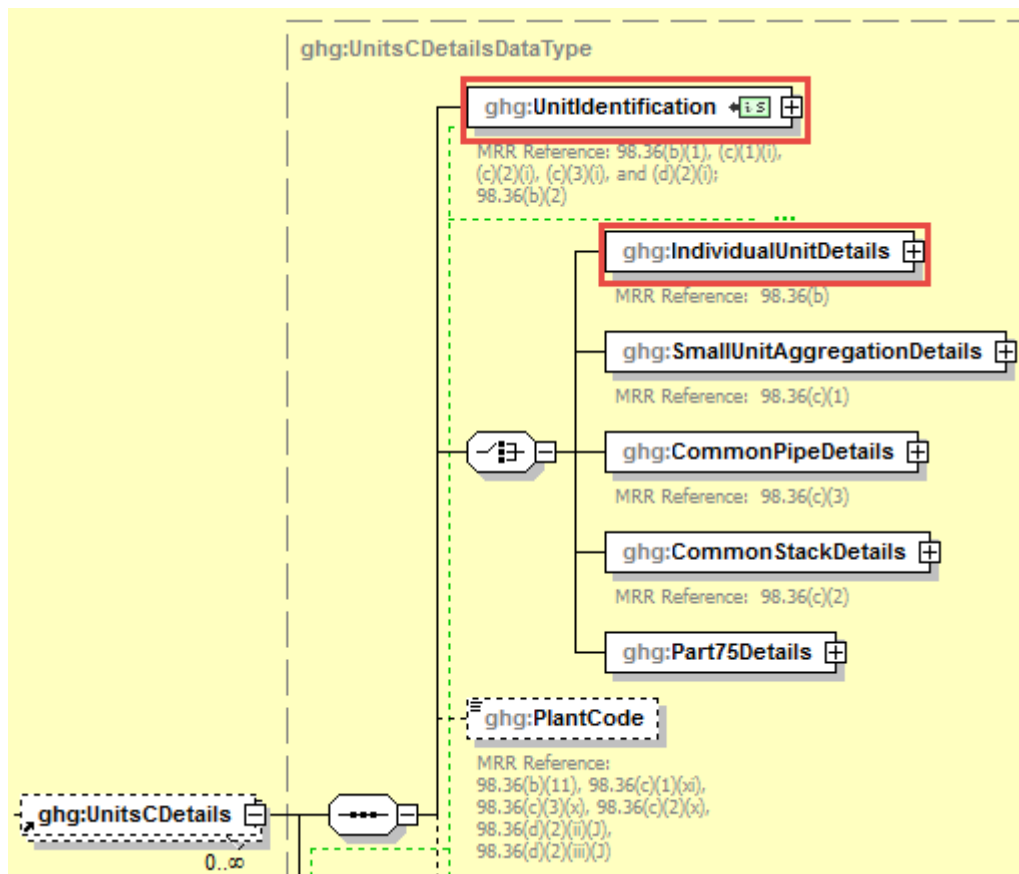 ghg:UnitsCDetailsDataType
ghg:UnitIdentification is
MRR Reference: 98.36(b)(1), (c)(1)(i),
(c)(2)(i), (c)(3)(i), and (d)(2)(i);
98.36(b)(2)
ghg:IndividualUnitDetails
MRR Reference: 98.36(b)
ghg:SmallUnitAggregationDetails
MRR Reference: 98.36(c)(1)
ghg:CommonPipeDetails
MRR Reference: 98.36(c)(3)
ghg:CommonStackDetails
MRR Reference: 98.36(c)(2)
ghg:Part75Details
ghg:PlantCode
MRR Reference:
98.36(b)(11), 98.36(c)(1)(xi),
98.36(c)(3)(x), 98.36(c)(2)(x),
98.36(d)(2)(ii)(J),
98.36(d)(2)(iii)(J)
ghg:UnitsCDetails
0..∞